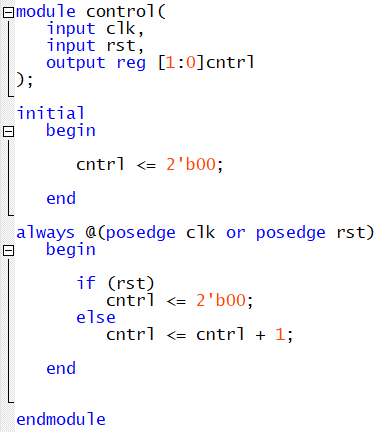 module control(
input clk,
input rst,
output reg [1:0]cntrl
);
initial
begin
cntrl <= 2'b00;
end
always @(posedge clk or posedge rst)
begin
if (rst)
cntrl <= 2'b00;
else
cntrl <= cntrl + 1;
end
endmodule